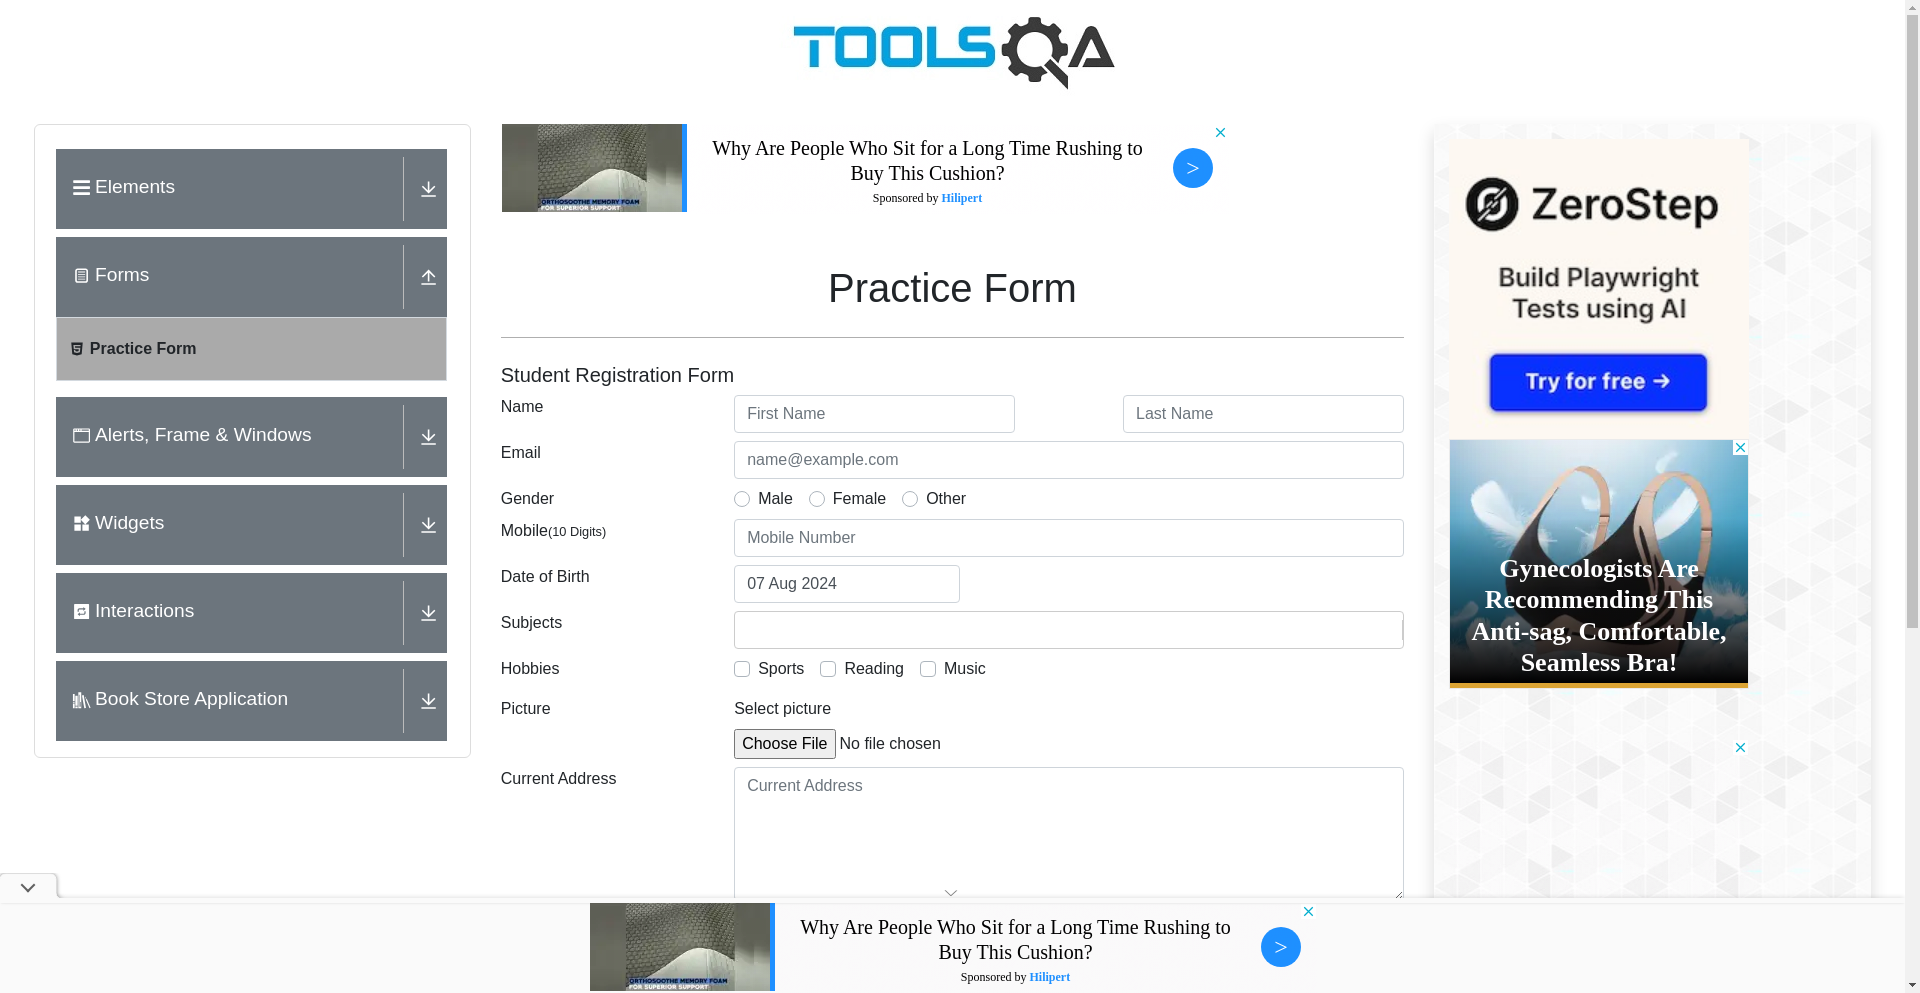 TOOLSQA
Elements
Forms
Practice Form
Alerts, Frame & Windows
Widgets
Interactions
Book Store Application
ORTHOSOOTHE MEMORY FOAM
FOR SUPERIOR SUPPORT
Why Are People Who Sit for a Long Time Rushing to
Buy This Cushion?
Sponsored by Hilipert
>
Practice Form
Student Registration Form
Name
First Name
Last Name
Email
name@example.com
Gender
Male
Female
Other
Mobile(10 Digits)
Mobile Number
Date of Birth
07 Aug 2024
Subjects
Hobbies
Sports
Reading
Music
Picture
Select picture
Choose File No file chosen
Current Address
Current Address
ZeroStep
Build Playwright
Tests using AI
Try for free →
Gynecologists Are
Recommending This
Anti-sag, Comfortable,
Seamless Bra!
ORTHOSOOTHE MEMORY FOAM
FOR SUPERIOR SUPPORT
Why Are People Who Sit for a Long Time Rushing to
Buy This Cushion?
Sponsored by Hilipert
>